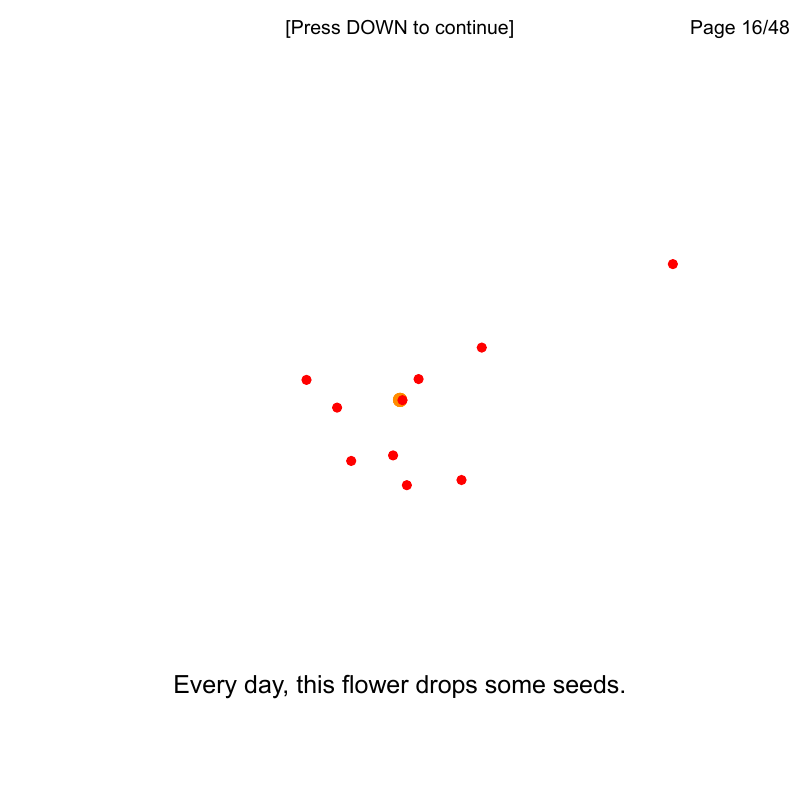 [Press DOWN to continue]
Page 16/48
Every day, this flower drops some seeds.